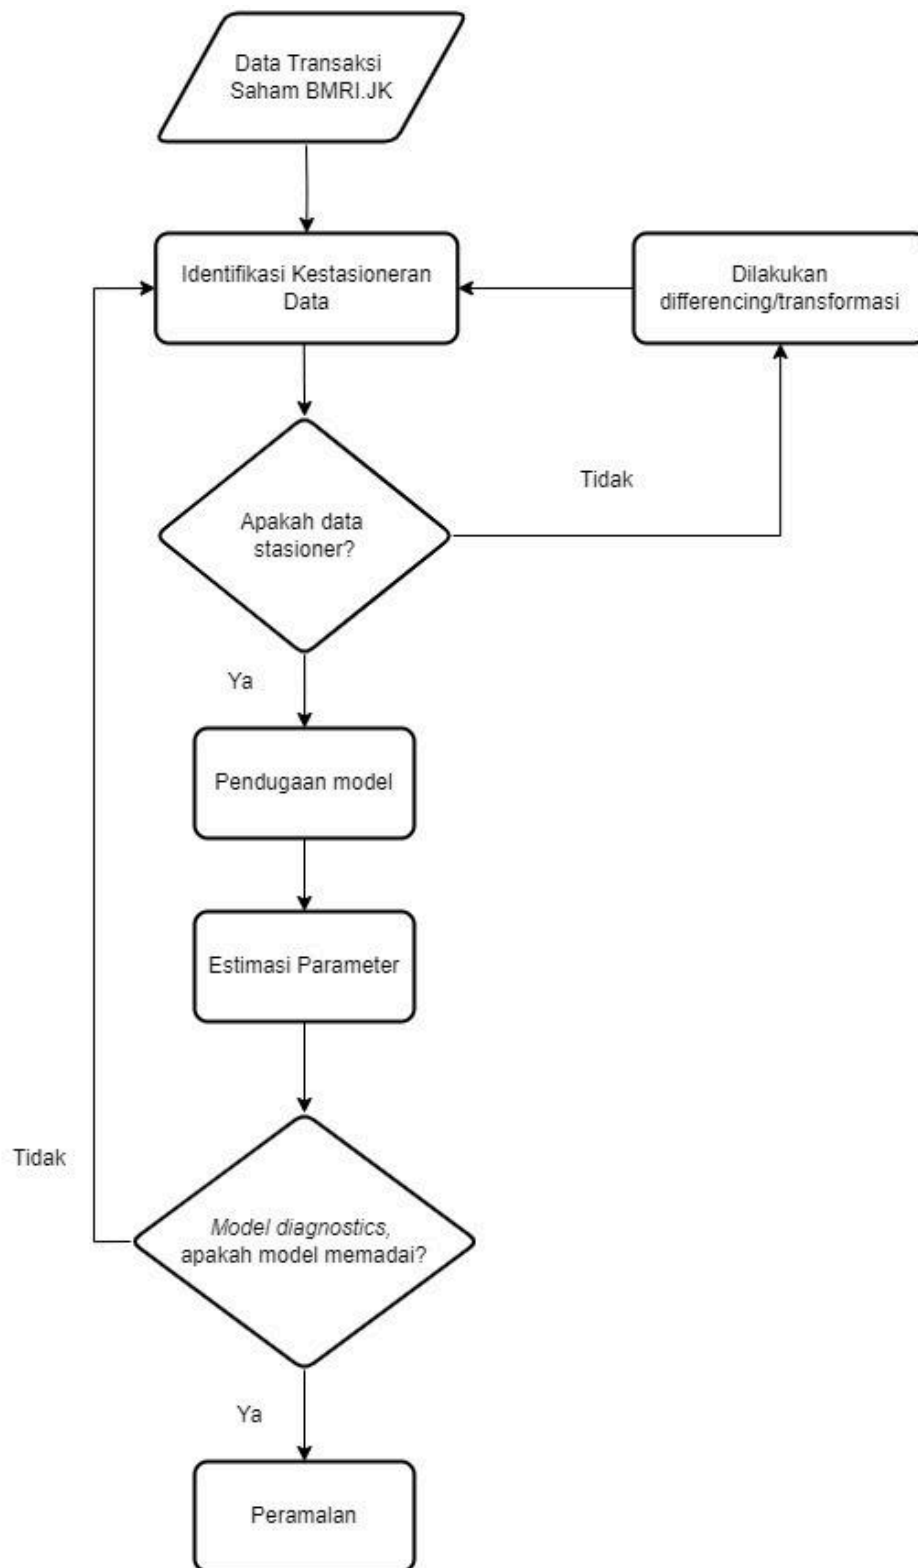 Data Transaksi
Saham BMRI.JK
Identifikasi Kestasioneran
Data
Dilakukan
differencing/transformasi
Apakah data
stasioner?
Tidak
Ya
Pendugaan model
Estimasi Parameter
Tidak
Model diagnostics,
apakah model memadai?
Ya
Peramalan